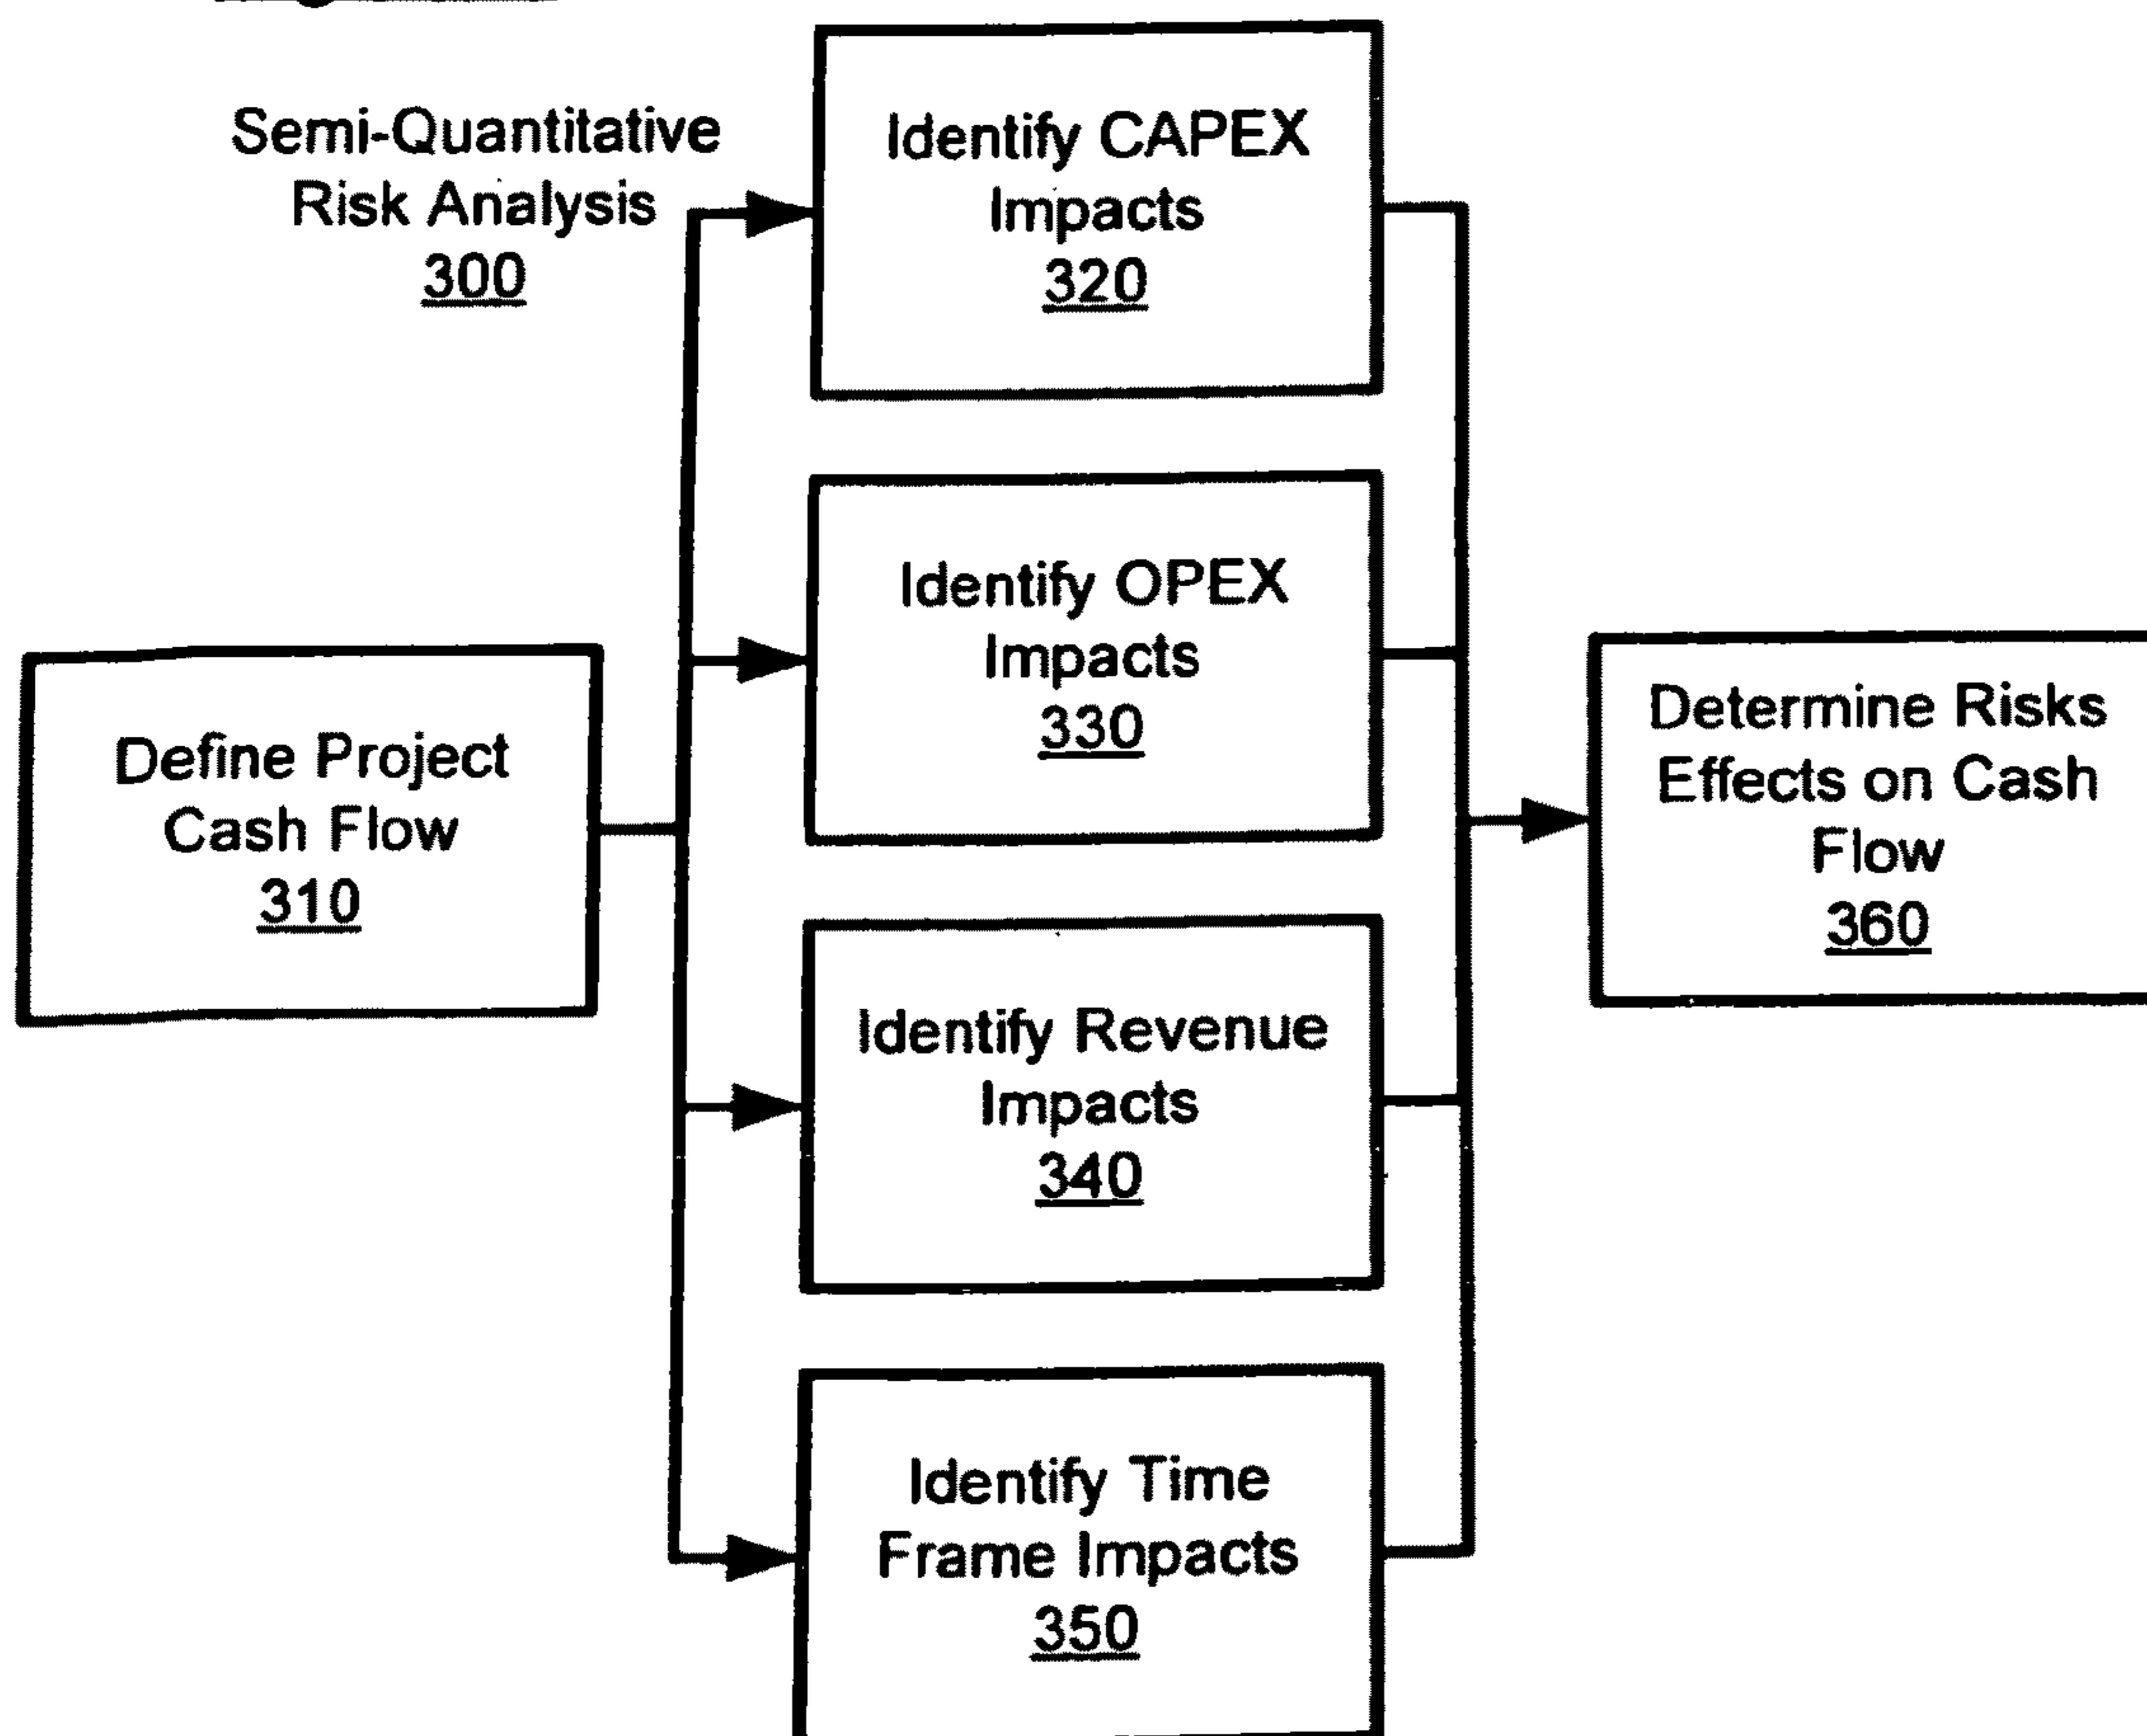 Semi-Quantitative
Risk Analysis
300
Define Project
Cash Flow
310
Identify CAPEX
Impacts
320
Identify OPEX
Impacts
330
Identify Revenue
Impacts
340
Identify Time
Frame Impacts
350
Determine Risks
Effects on Cash
Flow
360